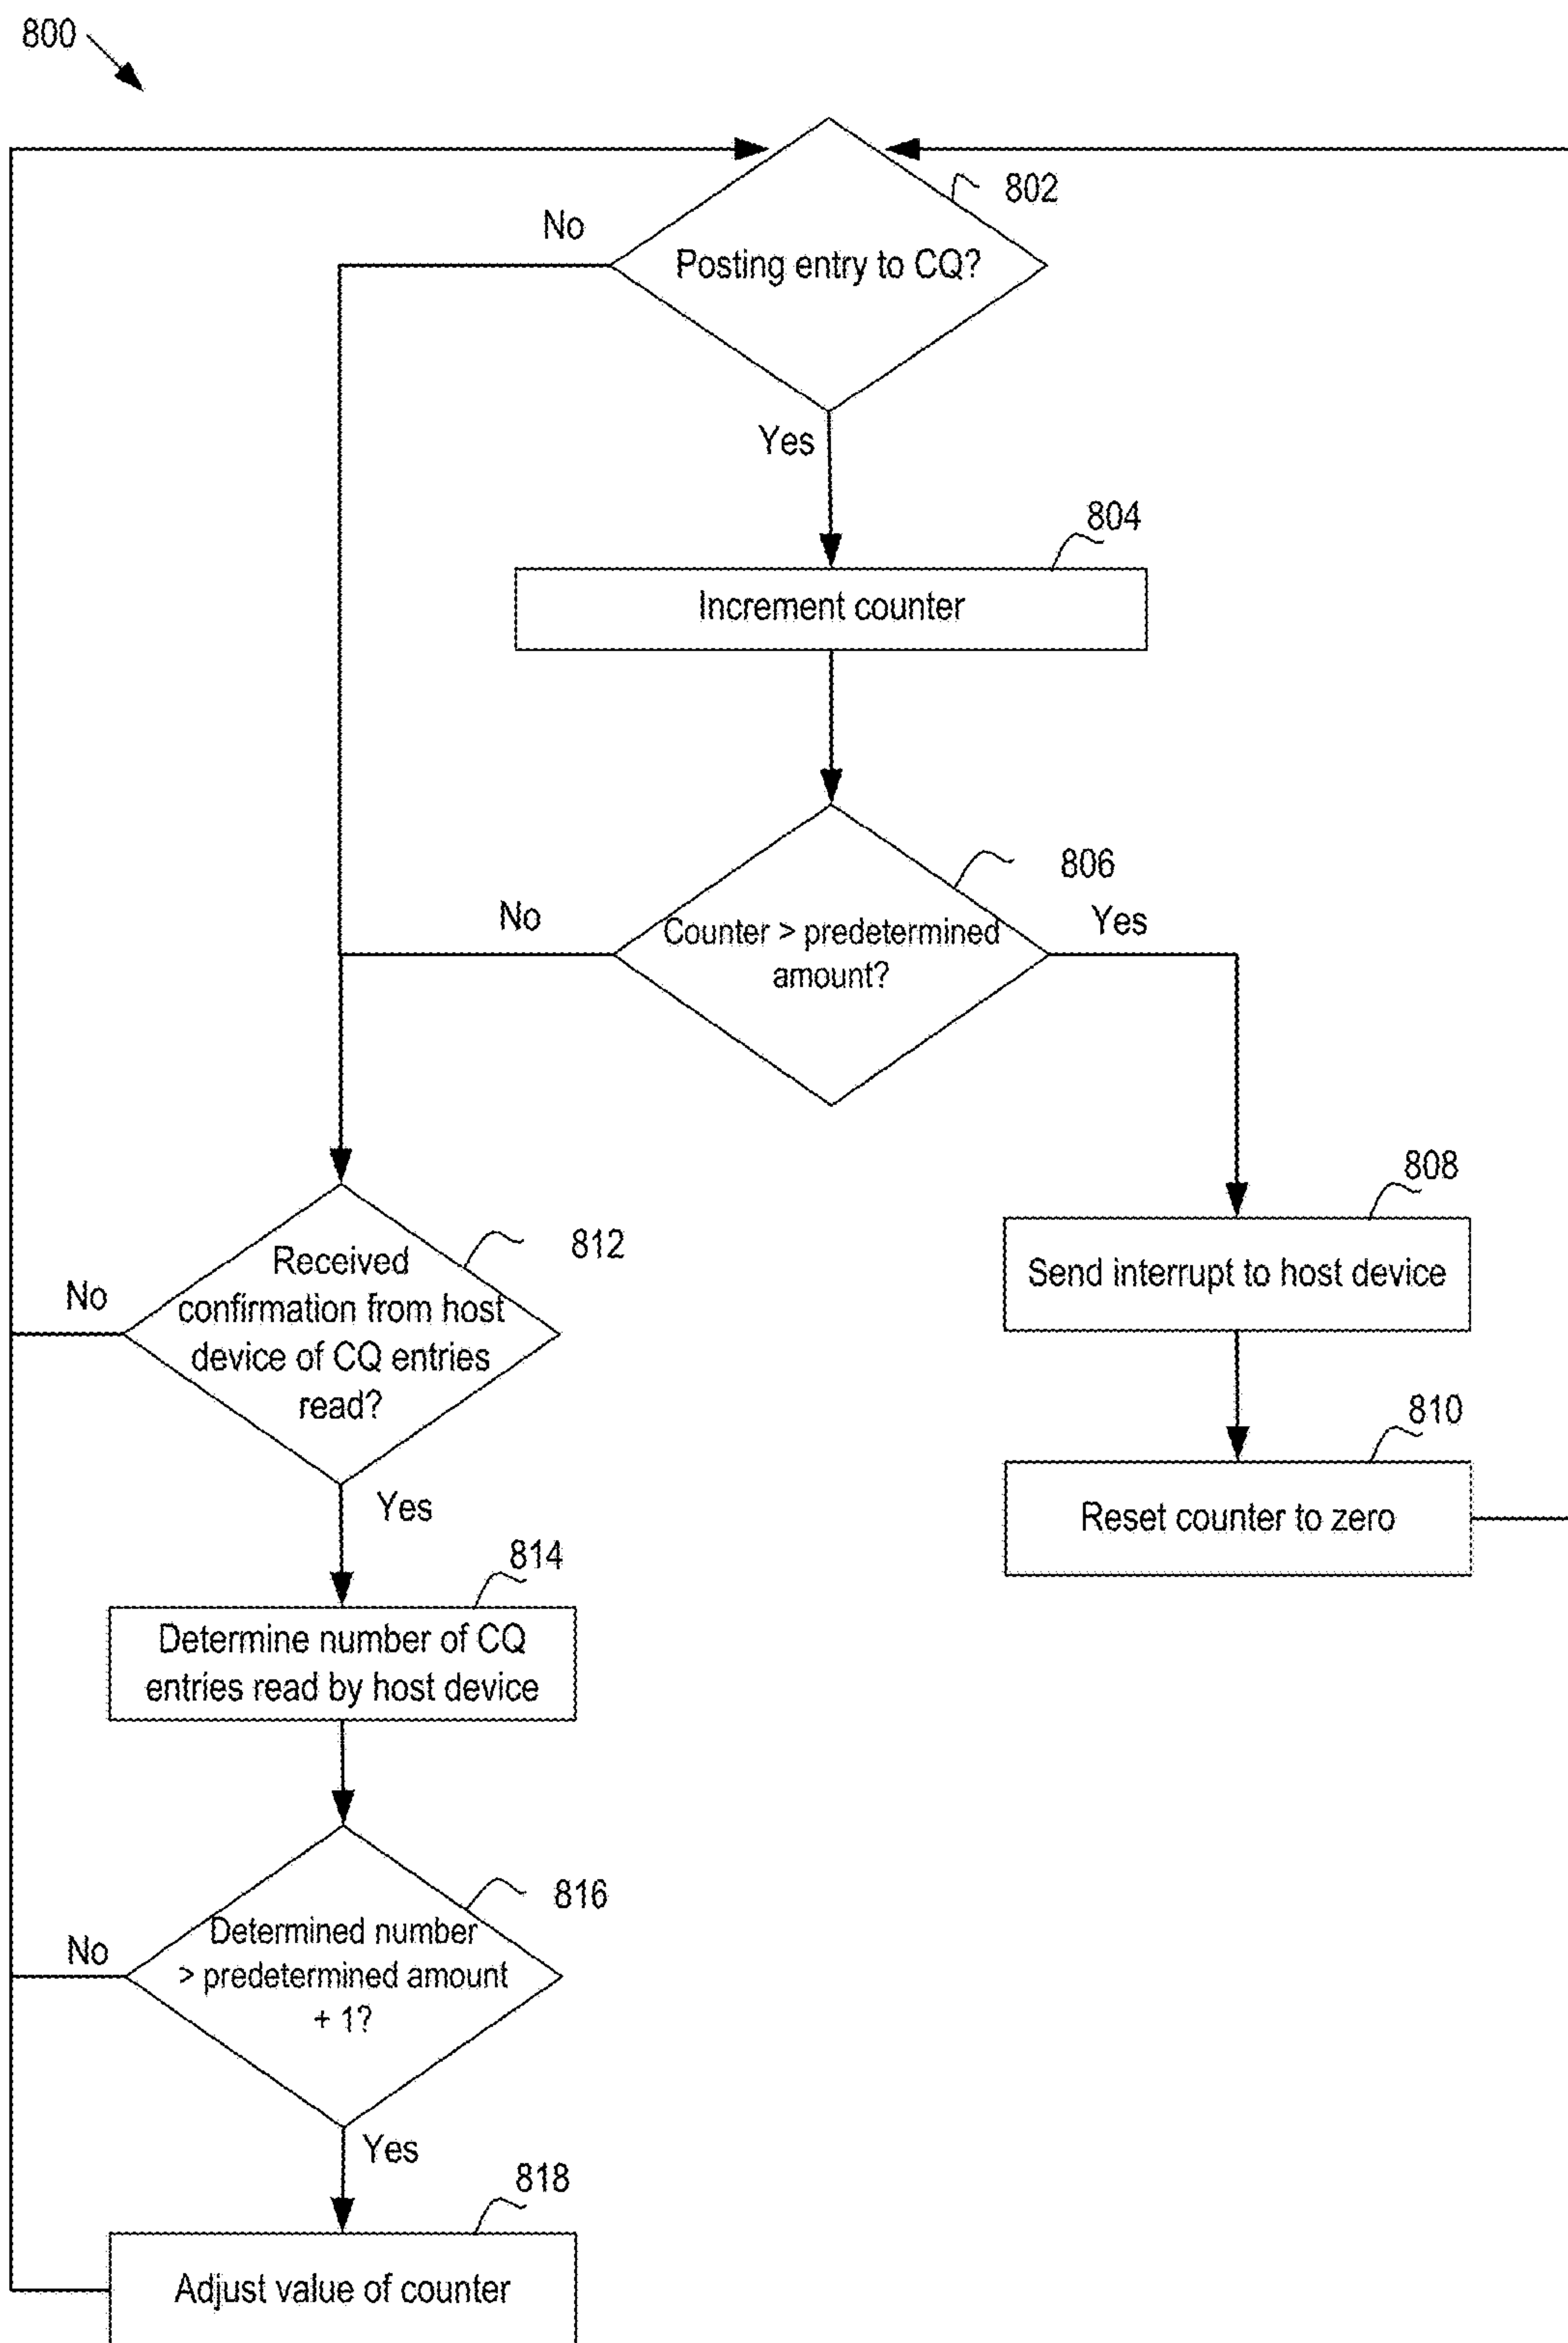 800
802
No
Posting entry to CQ?
Yes
804
Increment counter
806
No
Yes
Counter > predetermined
amount?
808
812
Received
confirmation from host
device of CQ entries
read?
No
Send interrupt to host device
810
Yes
Reset counter to zero
814
Determine number of CQ
entries read by host device
816
Determined number
> predetermined amount
+ 1?
No
Yes
818
Adjust value of counter